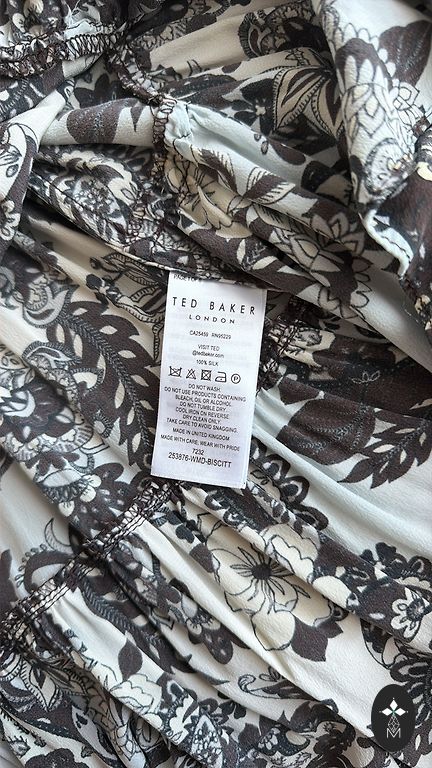 TED BAKER
LONDON
CA25459 RN95229
VISIT TED
@tedbaker.com
100% SILK
DO NOT WASH.
DO NOT USE PRODUCTS CONTAINING
BLEACH, OIL OR ALCOHOL.
DO NOT TUMBLE DRY
COOL IRON ON REVERSE.
DRY CLEAN ONLY.
TAKE CARE TO AVOID SNAGGING.
MADE IN UNITED KINGDOM
MADE WITH CARE, WEAR WITH PRIDE
7232
253876-WMD-BISCITT